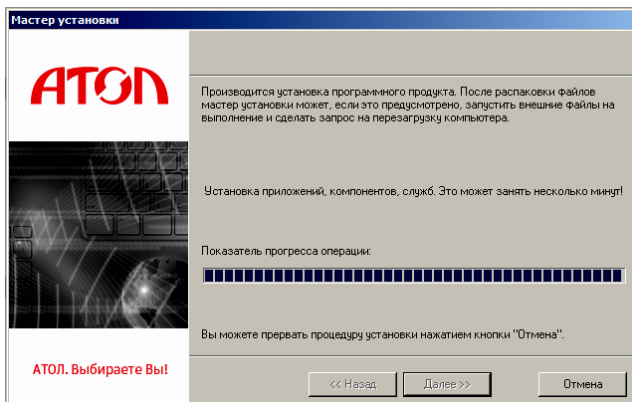 Мастер установки
АТОЛ
Производится установка программного продукта. После распаковки файлов
мастер установки может, если это предусмотрено, запустить внешние файлы на
выполнение и сделать запрос на перезагрузку компьютера.
Установка приложений, компонентов, служб. Это может занять несколько минут!
Показатель прогресса операции:
Вы можете прервать процедуру установки нажатием кнопки "Отмена".
АТОЛ. Выбираете Вы!
<< Назад
Далее >>
Отмена